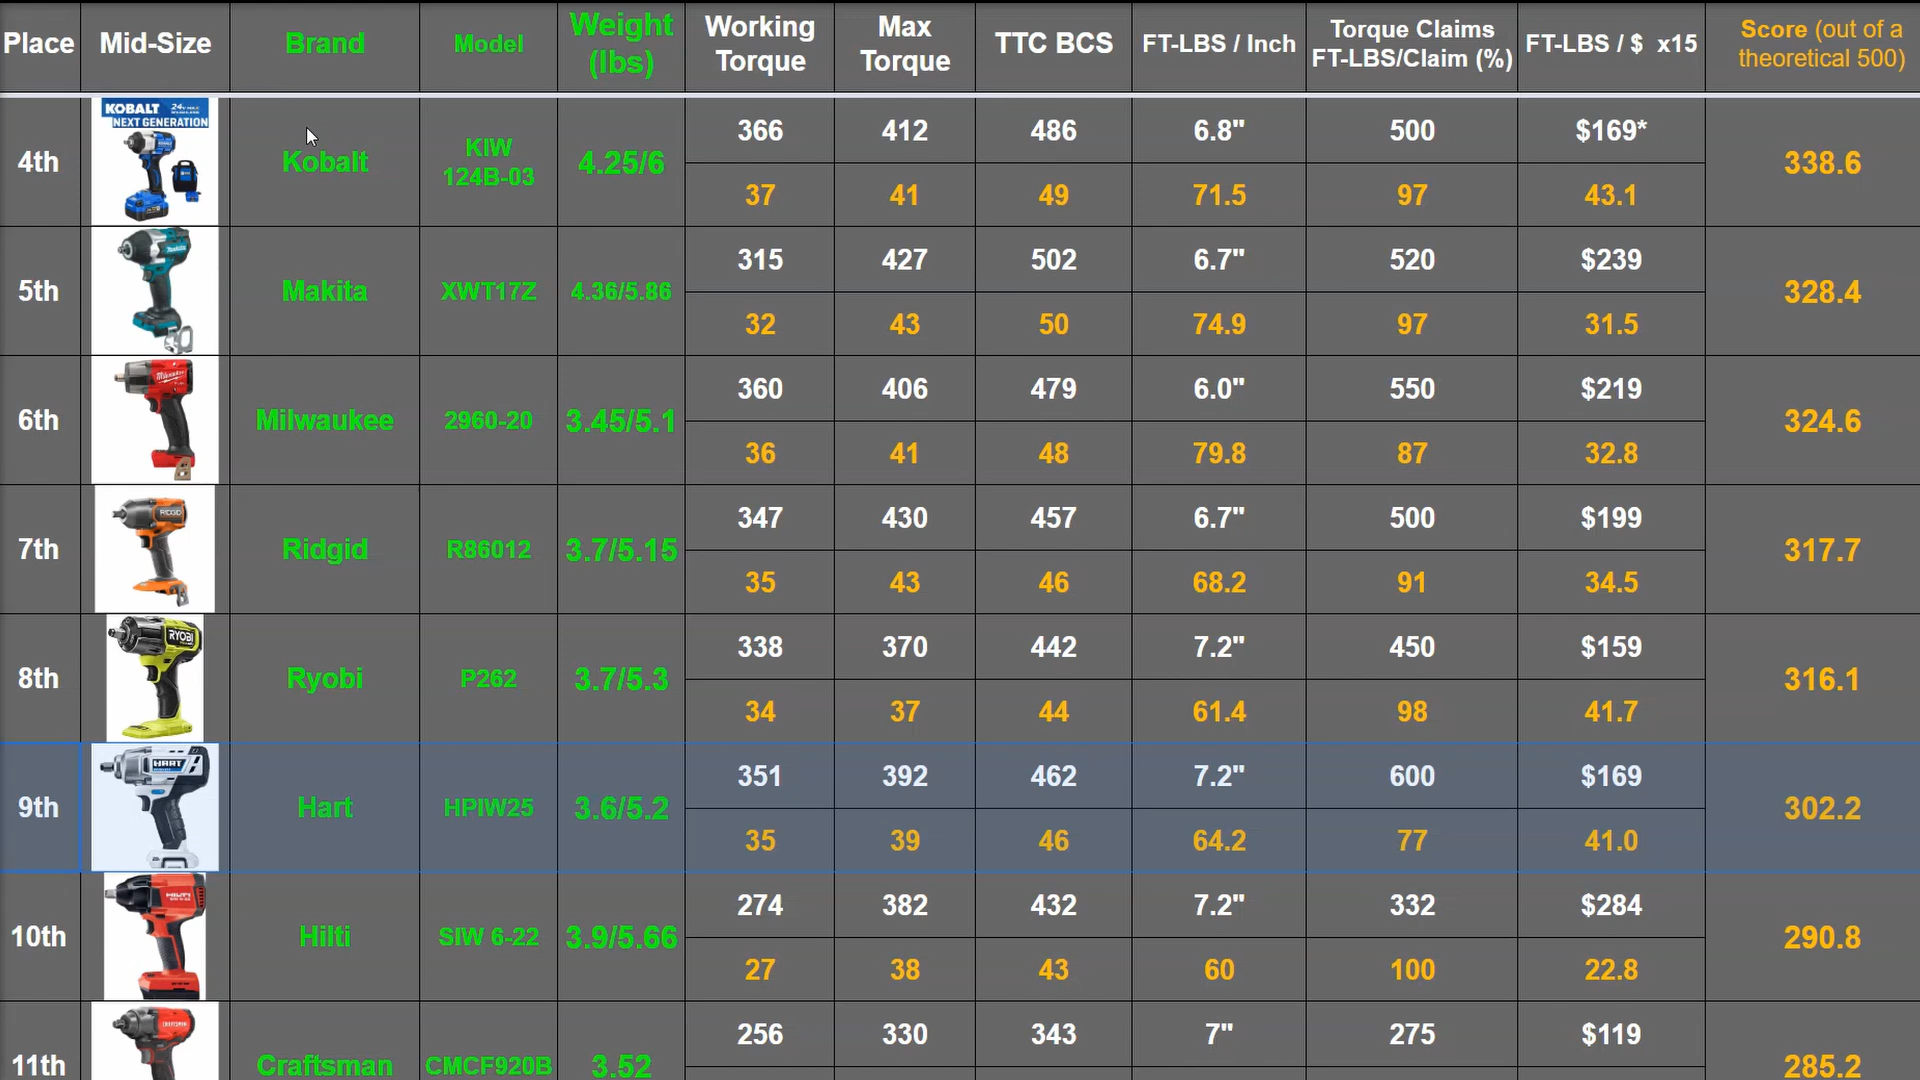 Place
Mid-Size
Brand
Model
Weight
(lbs)
Working
Torque
Max
Torque
TTC BCS
FT-LBS / Inch
Torque Claims
FT-LBS/Claim (%)
FT-LBS / $ x15
Score (out of a
theoretical 500)
4th
KOBALT
NEXT GENERATION
Kobalt
KIW
124B-03
4.25/6
366 412 486 6.8" 500 $169*
37 41 49 71.5 97 43.1
338.6
5th
Makita
XWT17Z
4.36/5.86
315 427 502 6.7" 520 $239
32 43 50 74.9 97 31.5
328.4
6th
Milwaukee
Milwaukee
2960-20
3.45/5.1
360 406 479 6.0" 550 $219
36 41 48 79.8 87 32.8
324.6
7th
RIDGID
Ridgid
R86012
3.7/5.15
347 430 457 6.7" 500 $199
35 43 46 68.2 91 34.5
317.7
8th
RYOBI
Ryobi
P262
3.7/5.3
338 370 442 7.2" 450 $159
34 37 44 61.4 98 41.7
316.1
9th
HART
Hart
HPIW25
3.6/5.2
351 392 462 7.2" 600 $169
35 39 46 64.2 77 41.0
302.2
10th
HILTI
Hilti
SIW 6-22
3.9/5.66
274 382 432 7.2" 332 $284
27 38 43 60 100 22.8
290.8
11th
CRAFTSMAN
Craftsman
CMCF920B
3.52
256 330 343 7" 275 $119
285.2